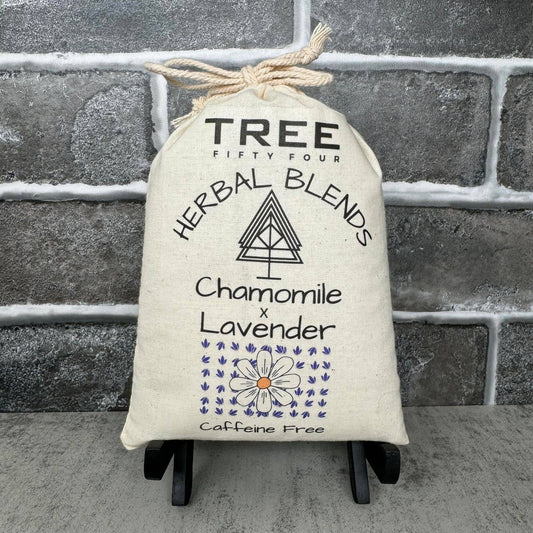 TREE
FIFTY FOUR
HERBAL BLENDS
Chamomile
x
Lavender
Caffeine Free